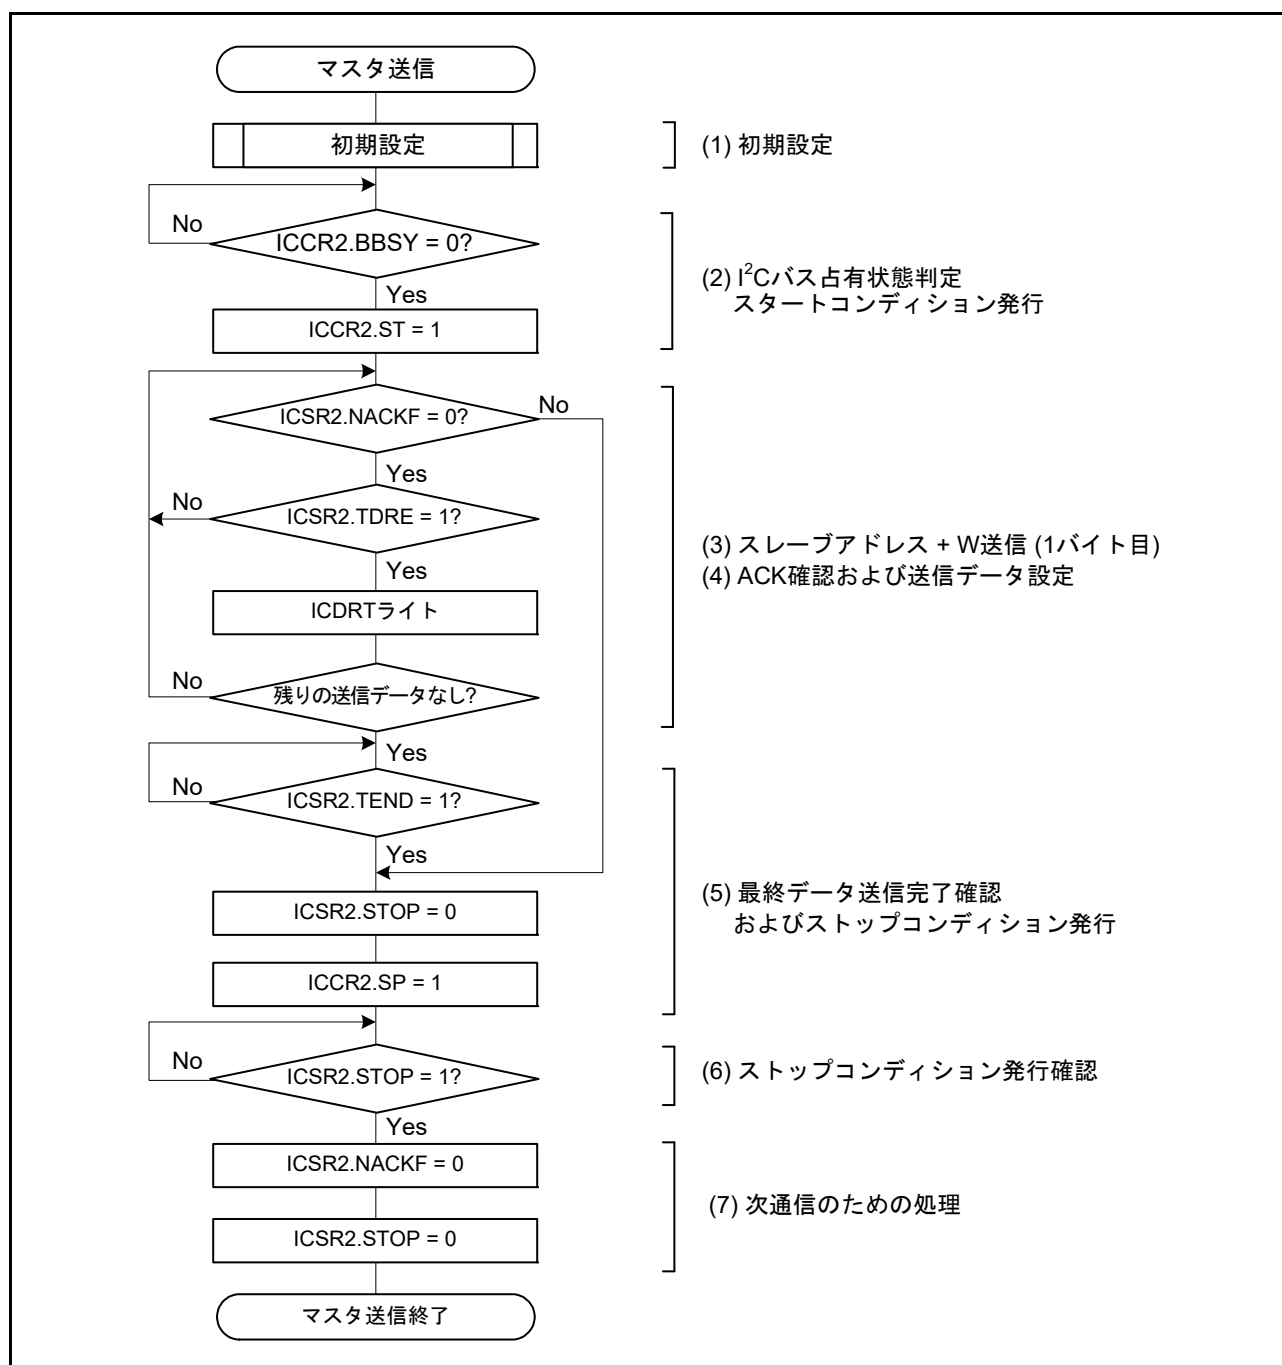 マスタ送信
初期設定
(1) 初期設定
No
ICCR2.BBSY = 0?
Yes
(2) I²Cバス占有状態判定
スタートコンディション発行
ICCR2.ST = 1
ICSR2.NACKF = 0?
No
Yes
No
ICSR2.TDRE = 1?
Yes
(3) スレーブアドレス + W送信 (1バイト目)
(4) ACK確認および送信データ設定
ICDRTライト
No
残りの送信データなし?
Yes
No
ICSR2.TEND = 1?
Yes
(5) 最終データ送信完了確認
およびストップコンディション発行
ICSR2.STOP = 0
ICCR2.SP = 1
No
ICSR2.STOP = 1?
(6) ストップコンディション発行確認
Yes
ICSR2.NACKF = 0
(7) 次通信のための処理
ICSR2.STOP = 0
マスタ送信終了